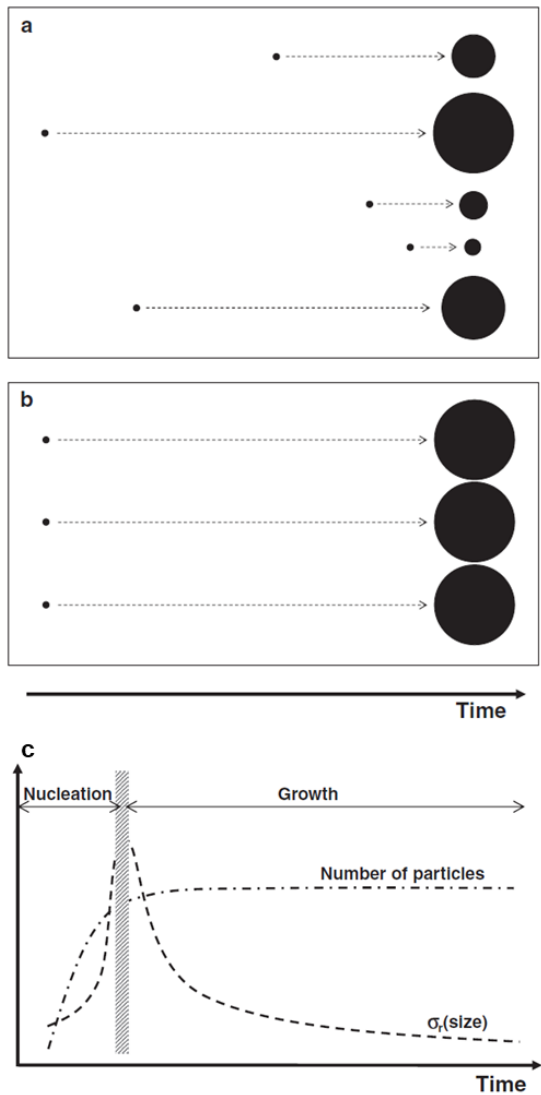 a
b
Time
c
Nucleation
Growth
Number of particles
σr(size)
Time